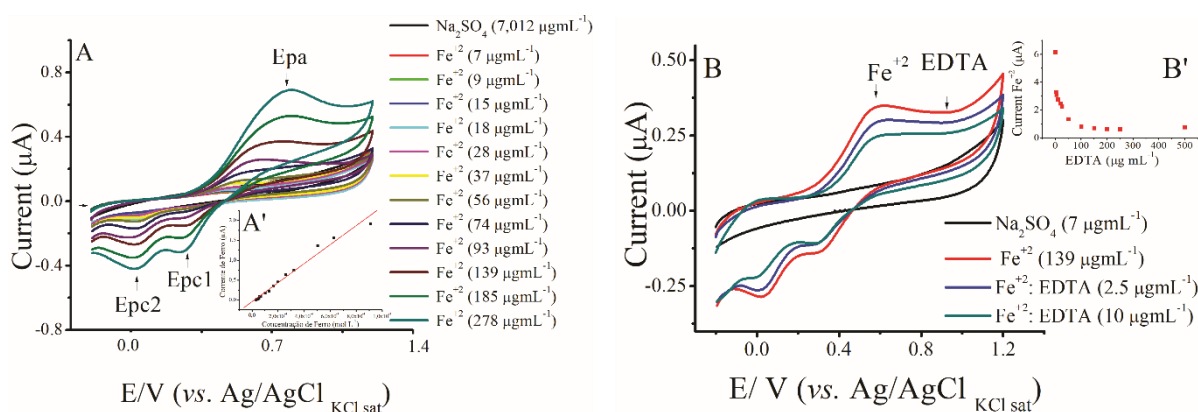 A
Epa
Epc1
Epc2
Current (μA)
0.8
0.4
0.0
-0.4
-0.8
0.0
0.7
1.4
E/V (vs. Ag/AgCl KCl sat)
Na2SO4 (7,012 μgmL⁻¹)
Fe⁺² (7 μgmL⁻¹)
Fe⁺² (9 μgmL⁻¹)
Fe⁺² (15 μgmL⁻¹)
Fe⁺² (18 μgmL⁻¹)
Fe⁺² (28 μgmL⁻¹)
Fe⁺² (37 μgmL⁻¹)
Fe⁺² (56 μgmL⁻¹)
Fe⁺² (74 μgmL⁻¹)
Fe⁺² (93 μgmL⁻¹)
Fe⁺² (139 μgmL⁻¹)
Fe⁺² (185 μgmL⁻¹)
Fe⁺² (278 μgmL⁻¹)
A'
Corrente de Ferro (μA)
Concentração de Ferro (mol L⁻¹)
B
Fe⁺² EDTA
Current (μA)
0.50
0.25
0.00
-0.25
0.0
0.4
0.8
1.2
E/ V (vs. Ag/AgCl KCl sat)
Na2SO4 (7 μgmL⁻¹)
Fe⁺² (139 μgmL⁻¹)
Fe⁺²: EDTA (2.5 μgmL⁻¹)
Fe⁺²: EDTA (10 μgmL⁻¹)
B'
Current Fe⁻² (μA)
6
4
2
0
0
100
200
300
400
500
EDTA (μg mL⁻¹)